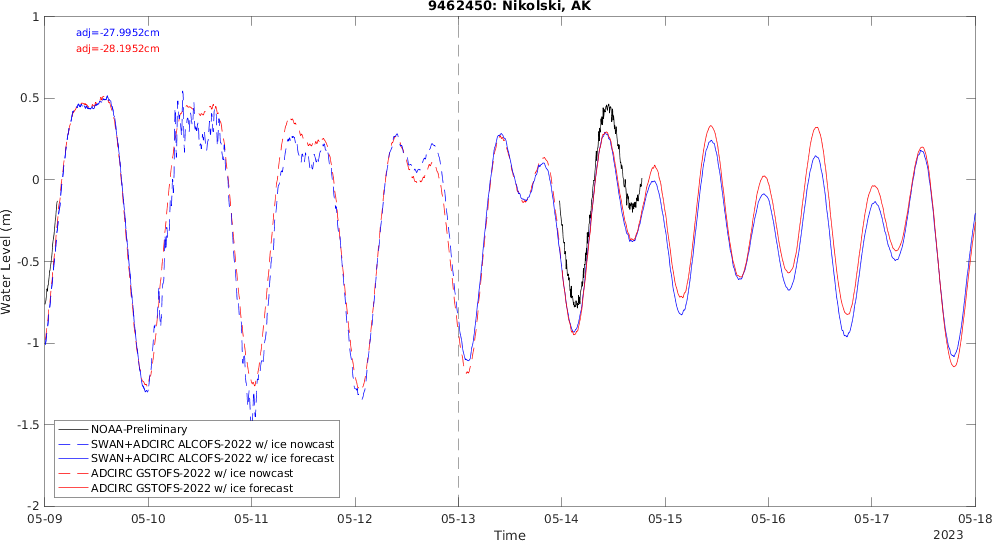 9462450: Nikolski, AK
adj=-27.9952cm
adj=-28.1952cm
Water Level (m)
1
0.5
0
-0.5
-1
-1.5
-2
NOAA-Preliminary
SWAN+ADCIRC ALCOFS-2022 w/ ice nowcast
SWAN+ADCIRC ALCOFS-2022 w/ ice forecast
ADCIRC GSTOFS-2022 w/ ice nowcast
ADCIRC GSTOFS-2022 w/ ice forecast
05-09 05-10 05-11 05-12 05-13 05-14 05-15 05-16 05-17 05-18
Time
2023